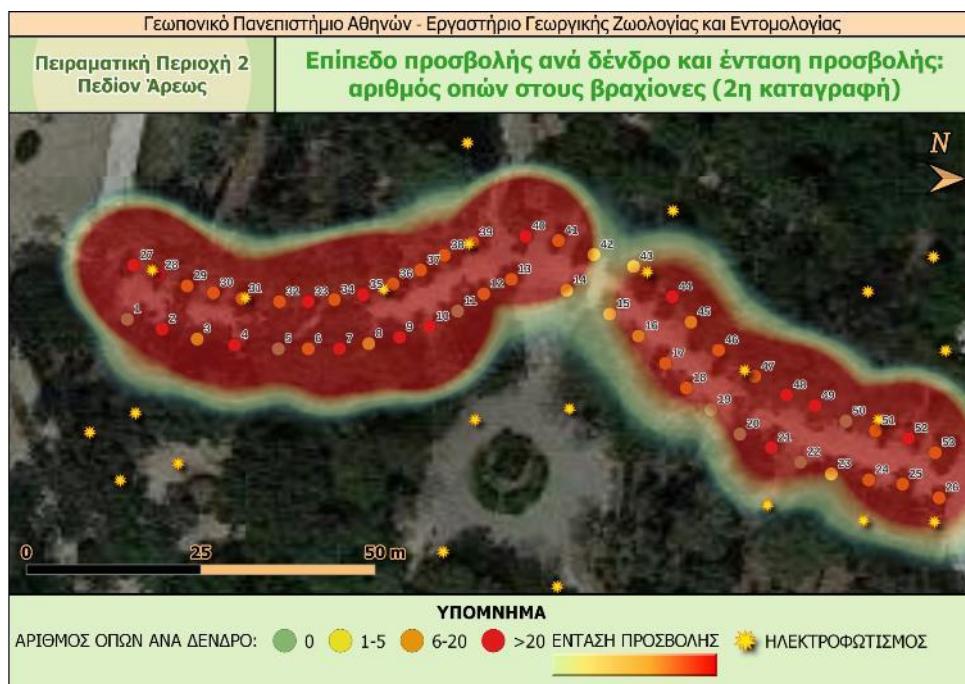 Γεωπονικό Πανεπιστήμιο Αθηνών - Εργαστήριο Γεωργικής Ζωολογίας και Εντομολογίας
Πειραματική Περιοχή 2
Πεδίον Άρεως
Επίπεδο προσβολής ανά δένδρο και ένταση προσβολής:
αριθμός οπών στους βραχίονες (2η καταγραφή)
N
27 28 29 30 31 32 33 34 35 36 37 38 39 40 41 42 43 44 45 46 47 48 49 50 51 52 53
1 2 3 4 5 6 7 8 9 10 11 12 13 14 15 16 17 18 19 20 21 22 23 24 25 26
0 25 50 m
ΥΠΟΜΝΗΜΑ
ΑΡΙΘΜΟΣ ΟΠΩΝ ΑΝΑ ΔΕΝΔΡΟ: 0 1-5 6-20 >20 ΕΝΤΑΣΗ ΠΡΟΣΒΟΛΗΣ ΗΛΕΚΤΡΟΦΩΤΙΣΜΟΣ